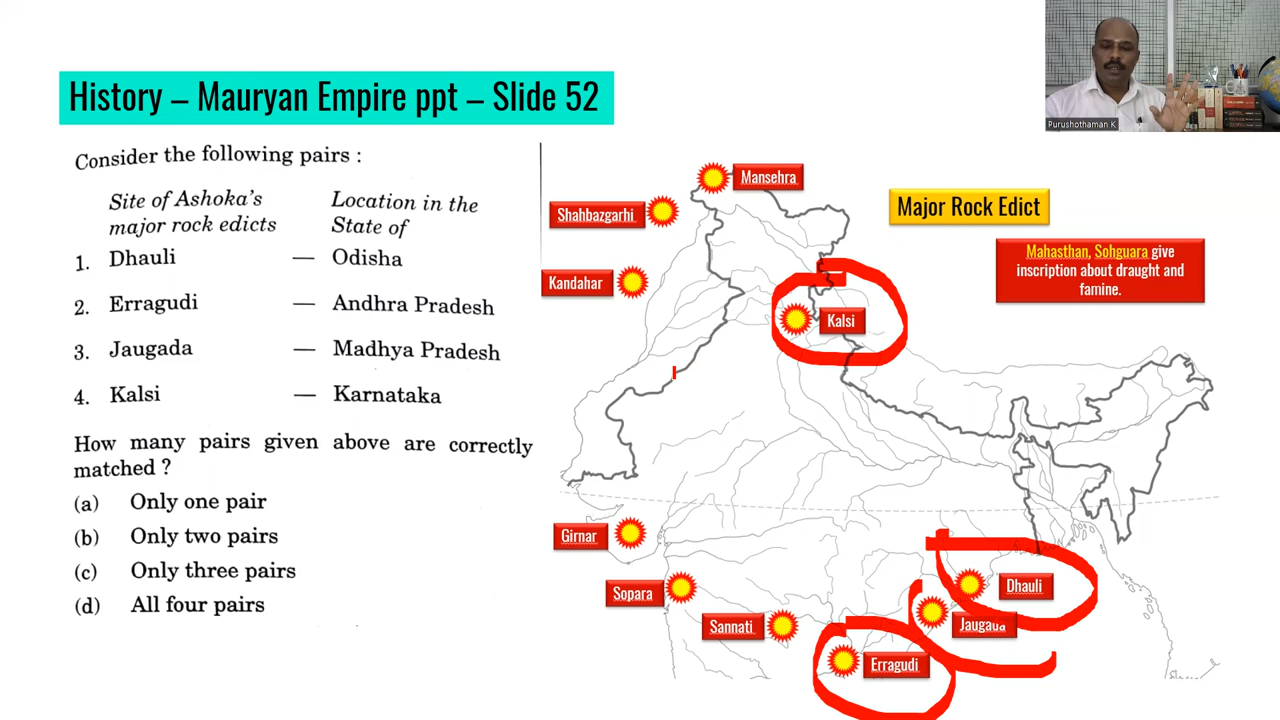 History – Mauryan Empire ppt – Slide 52
Purushothaman K
Consider the following pairs :
Site of Ashoka's major rock edicts
Location in the State of
1. Dhauli — Odisha
2. Erragudi — Andhra Pradesh
3. Jaugada — Madhya Pradesh
4. Kalsi — Karnataka
How many pairs given above are correctly
matched ?
(a) Only one pair
(b) Only two pairs
(c) Only three pairs
(d) All four pairs
Mansehra
Shahbazgarhi
Kandahar
Kalsi
Major Rock Edict
Mahasthan, Sohguara give
inscription about draught and
famine.
Girnar
Sopara
Sannati
Erragudi
Dhauli
Jaugada